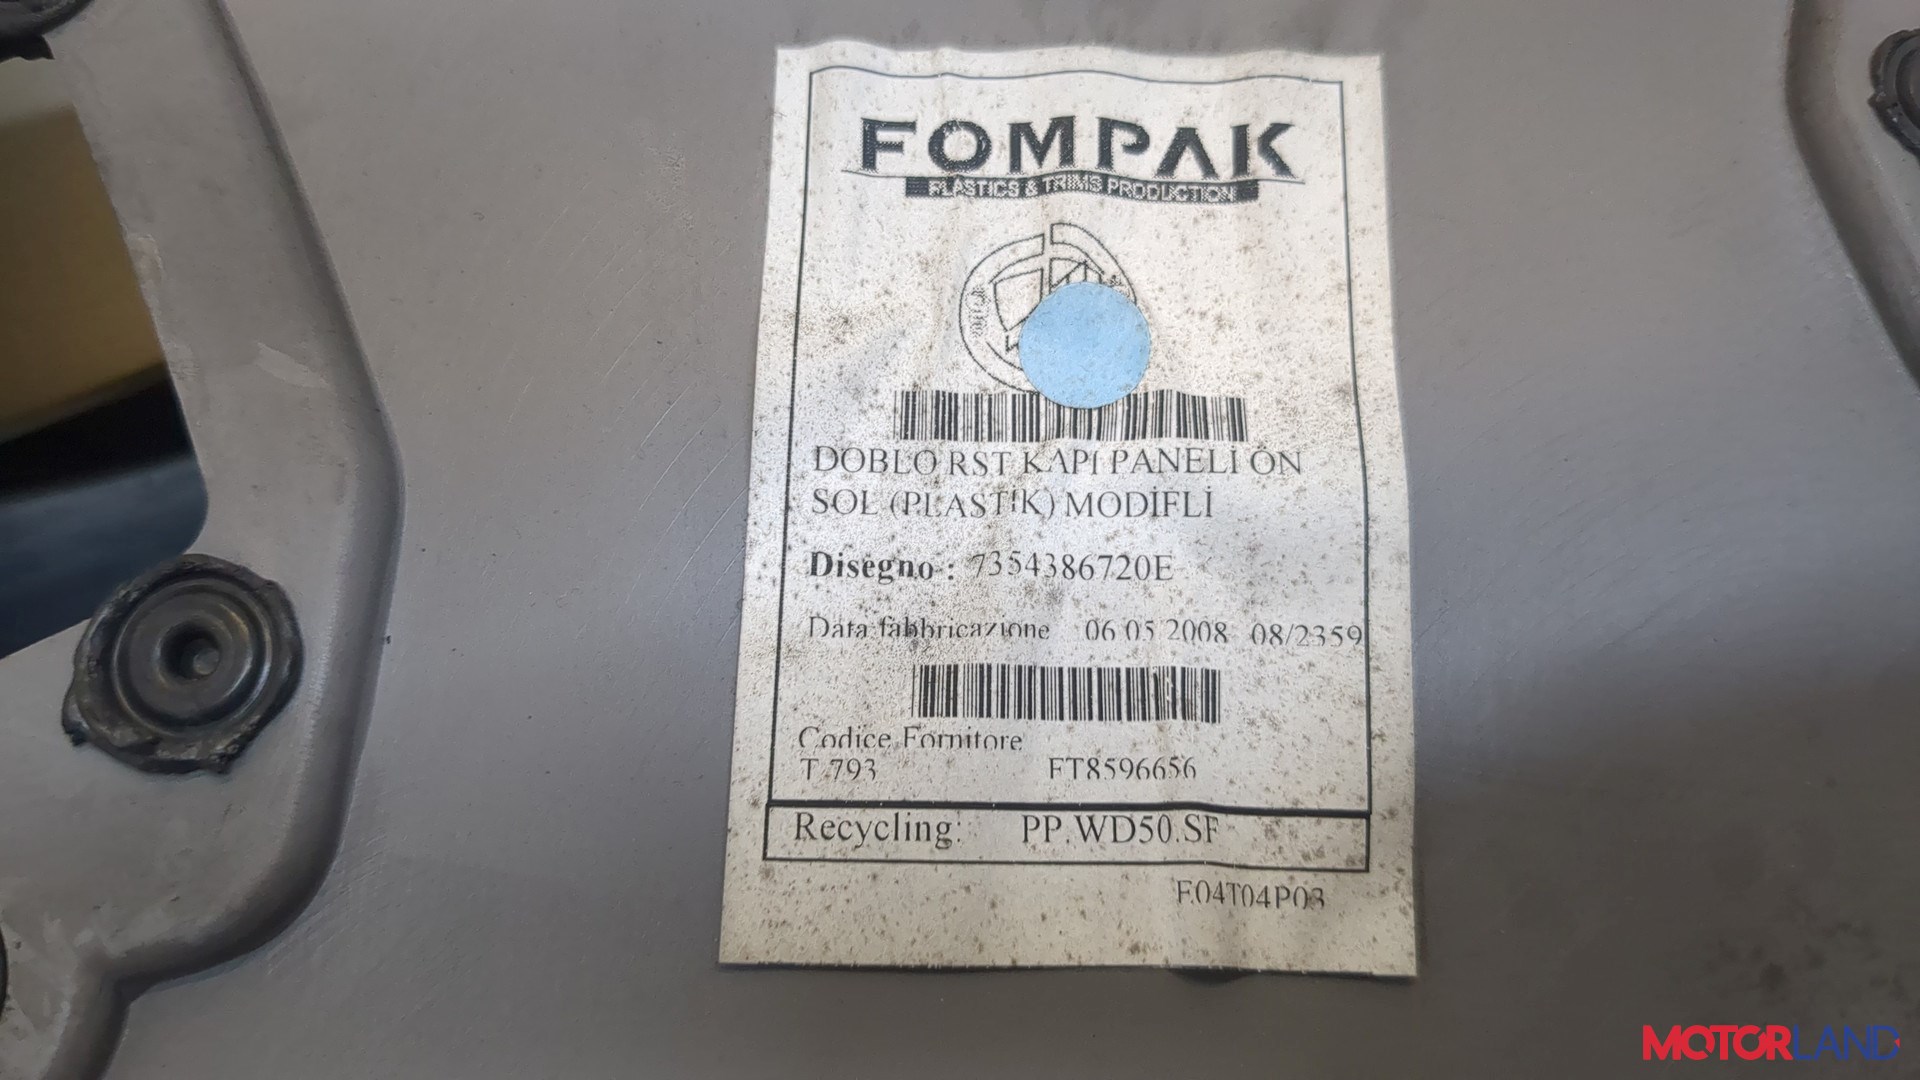 FOMPAK
PLASTICS & TRIMS PRODUCTION
DOBLO RST KAPI PANELİ ÖN
SOL (PLASTİK) MODİFLİ
Disegno : 7354386720E
Data fabbricazione 06 05 2008 08/2359
Codice Fornitore
T 793 FT8596656
Recycling: PP.WD50.SF
F.04T04P03
MOTORLAND